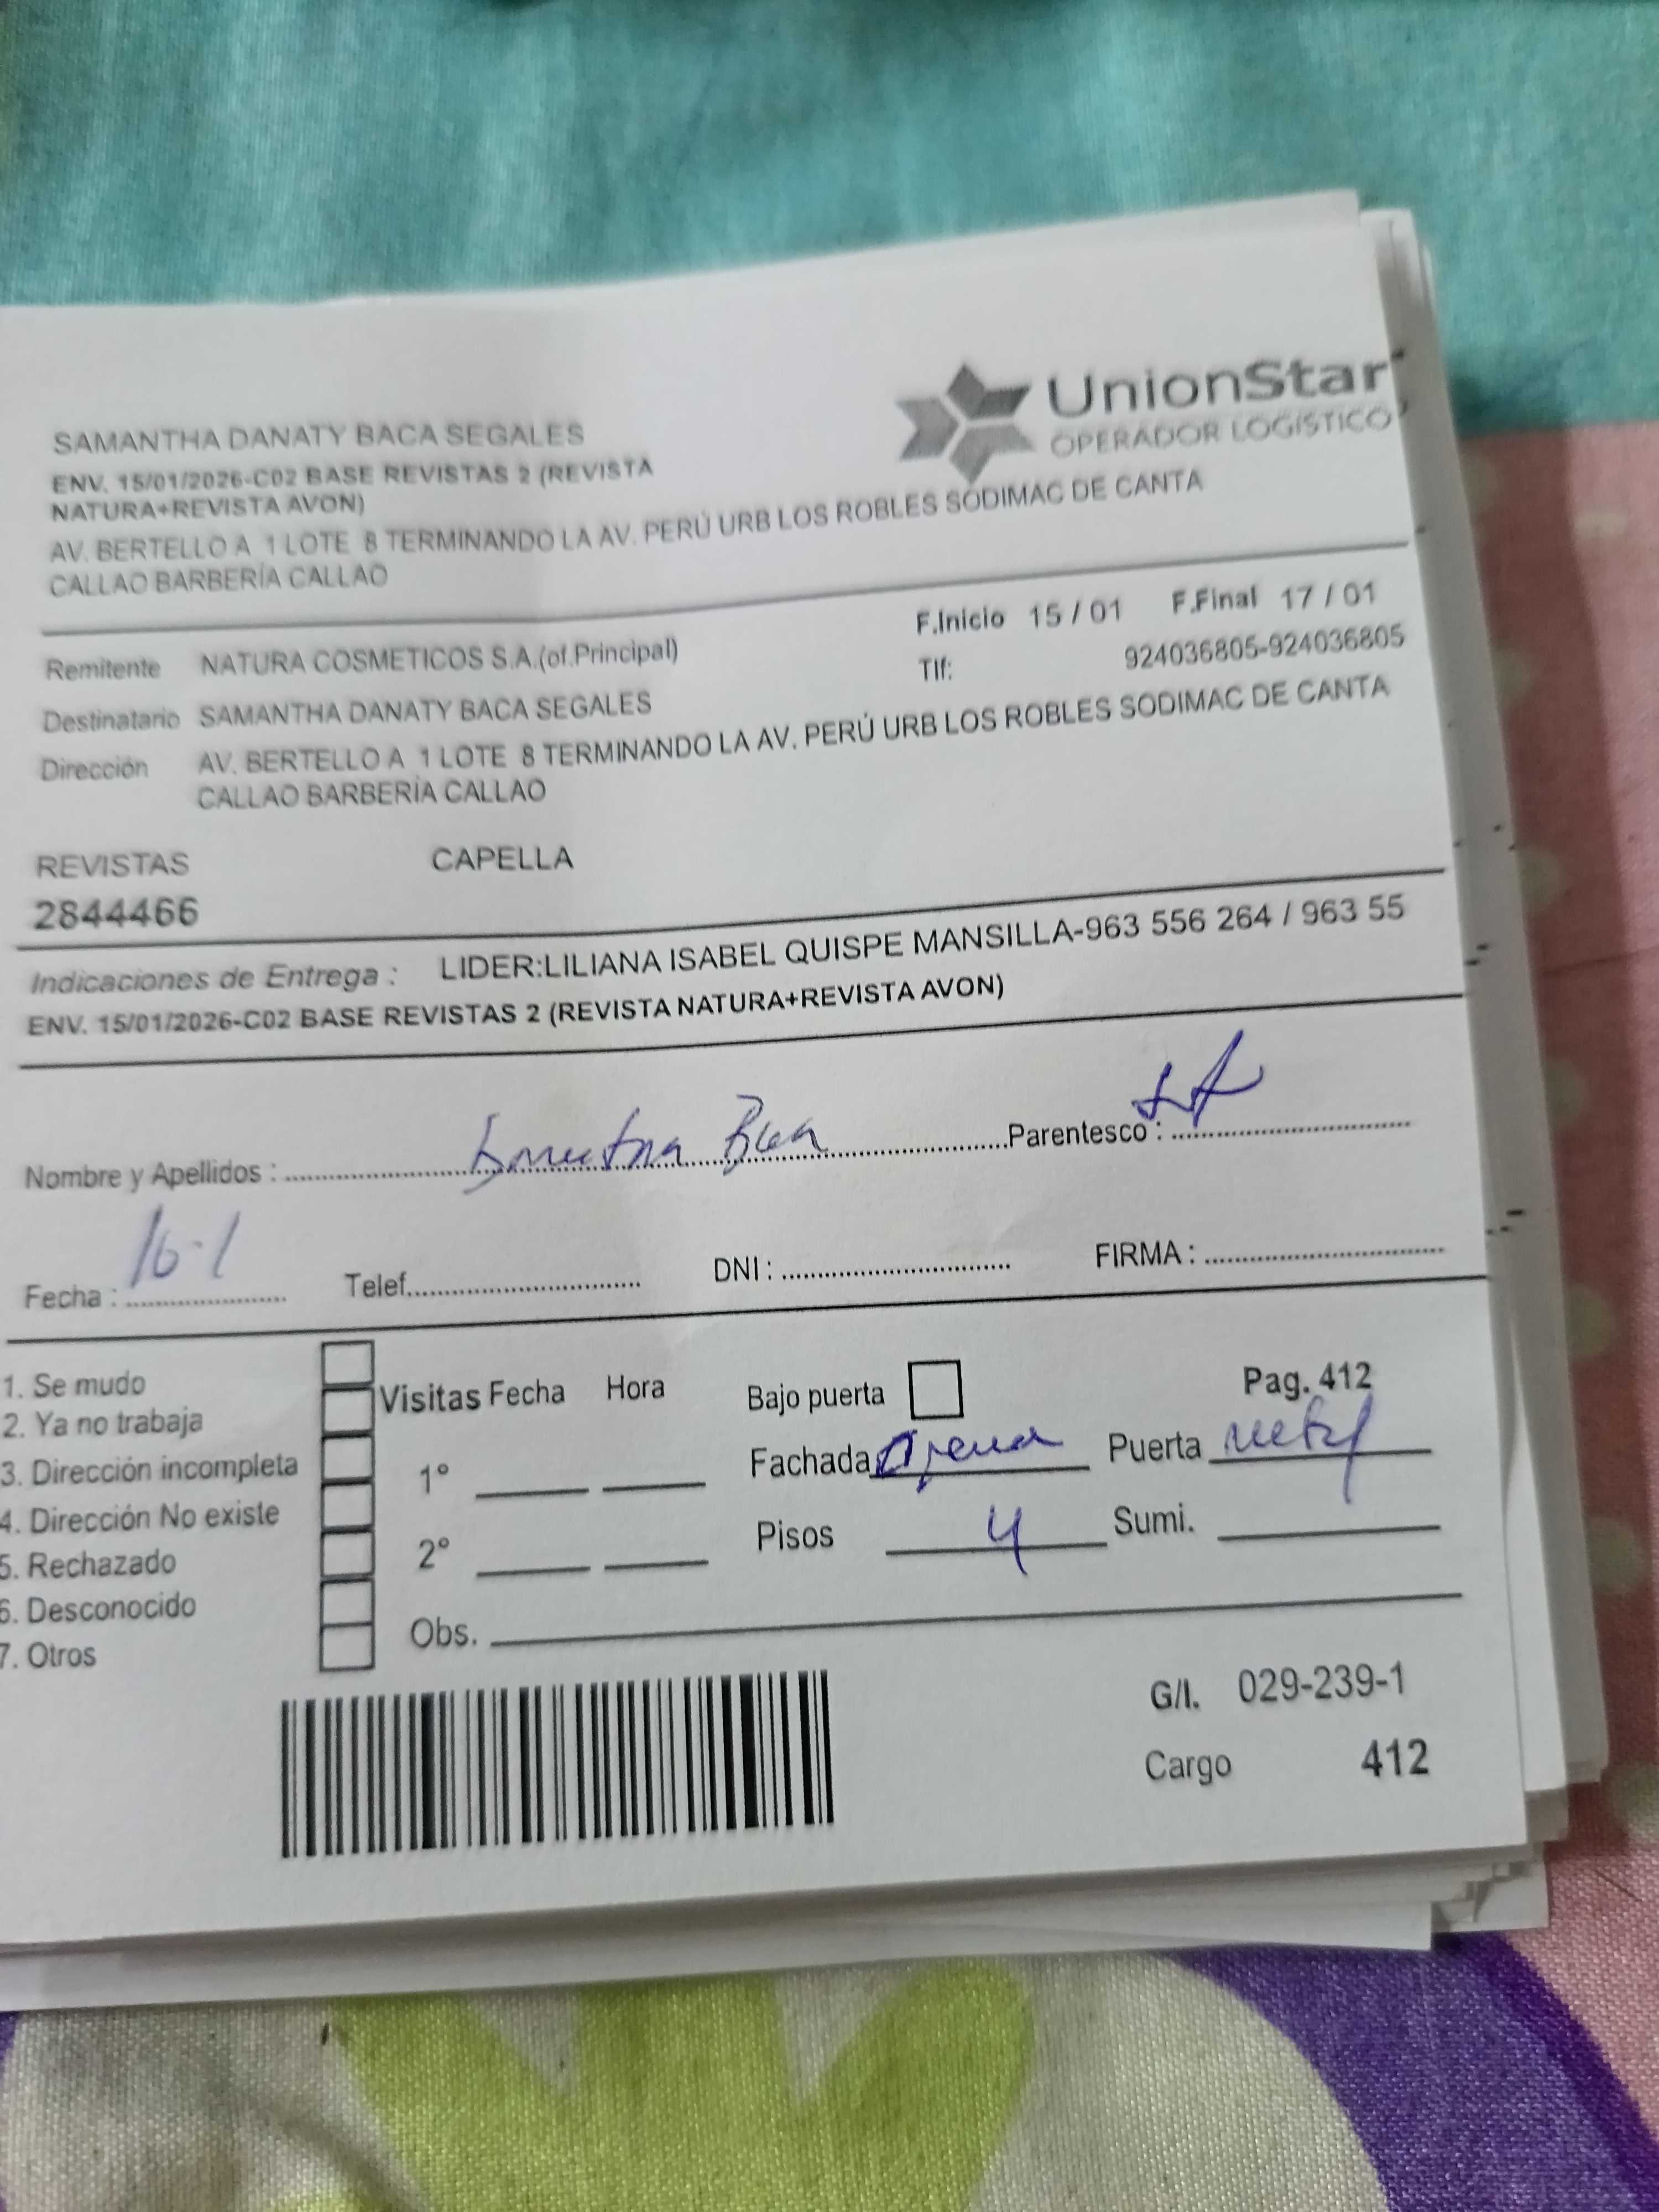 UnionStar
OPERADOR LOGÍSTICO
SAMANTHA DANATY BACA SEGALES
ENV. 15/01/2026-C02 BASE REVISTAS 2 (REVISTA
NATURA+REVISTA AVON)
AV. BERTELLO A 1 LOTE 8 TERMINANDO LA AV. PERÚ URB LOS ROBLES SODIMAC DE CANTA
CALLAO BARBERÍA CALLAO
F.Inicio 15 / 01 F.Final 17 / 01
Remitente NATURA COSMETICOS S.A.(of.Principal)
Tlf: 924036805-924036805
Destinatario SAMANTHA DANATY BACA SEGALES
Dirección AV. BERTELLO A 1 LOTE 8 TERMINANDO LA AV. PERÚ URB LOS ROBLES SODIMAC DE CANTA
CALLAO BARBERÍA CALLAO
REVISTAS CAPELLA
2844466
Indicaciones de Entrega : LIDER:LILIANA ISABEL QUISPE MANSILLA-963 556 264 / 963 55
ENV. 15/01/2026-C02 BASE REVISTAS 2 (REVISTA NATURA+REVISTA AVON)
Nombre y Apellidos : Parentesco :
Fecha : 16-1 Telef. DNI : FIRMA :
1. Se mudo
2. Ya no trabaja
3. Dirección incompleta
4. Dirección No existe
5. Rechazado
6. Desconocido
7. Otros
Visitas Fecha Hora
1°
2°
Obs.
Bajo puerta Pag. 412
Fachada Puerta
Pisos 4 Sumi.
G/I. 029-239-1
Cargo 412